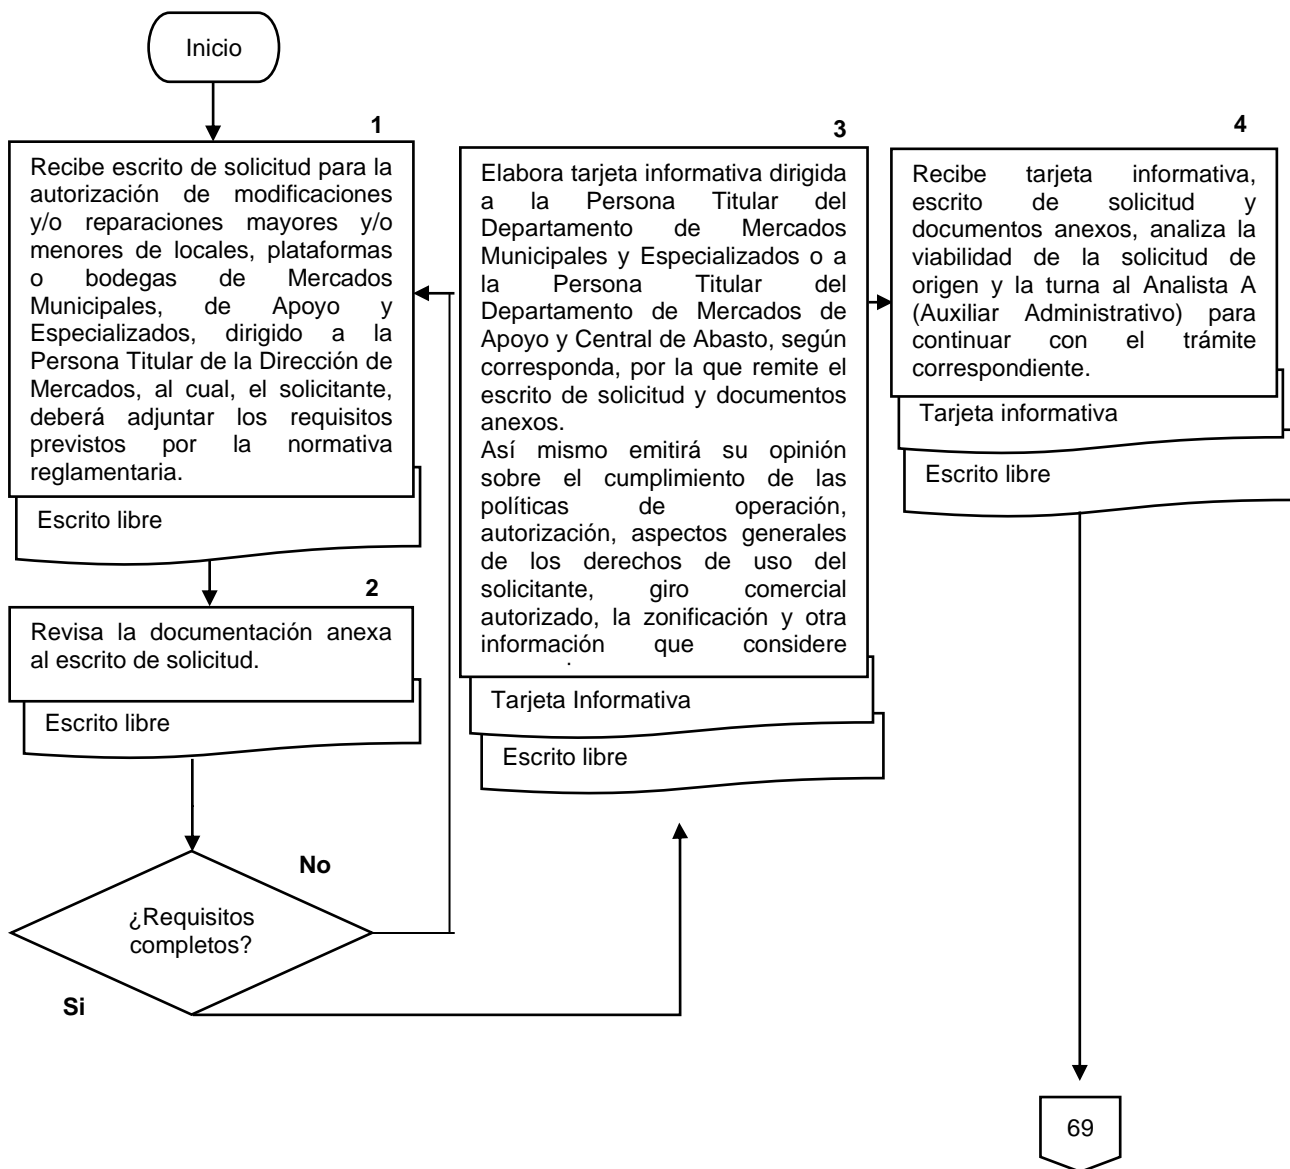 Inicio
1
Recibe escrito de solicitud para la
autorización de modificaciones
y/o reparaciones mayores y/o
menores de locales, plataformas
o bodegas de Mercados
Municipales, de Apoyo y
Especializados, dirigido a la
Persona Titular de la Dirección de
Mercados, al cual, el solicitante,
deberá adjuntar los requisitos
previstos por la normativa
reglamentaria.
Escrito libre
2
Revisa la documentación anexa
al escrito de solicitud.
Escrito libre
¿Requisitos
completos?
No
Si
3
Elabora tarjeta informativa dirigida
a la Persona Titular del
Departamento de Mercados
Municipales y Especializados o a
la Persona Titular del
Departamento de Mercados de
Apoyo y Central de Abasto, según
corresponda, por la que remite el
escrito de solicitud y documentos
anexos.
Así mismo emitirá su opinión
sobre el cumplimiento de las
políticas de operación,
autorización, aspectos generales
de los derechos de uso del
solicitante, giro comercial
autorizado, la zonificación y otra
información que considere
Tarjeta Informativa
Escrito libre
4
Recibe tarjeta informativa,
escrito de solicitud y
documentos anexos, analiza la
viabilidad de la solicitud de
origen y la turna al Analista A
(Auxiliar Administrativo) para
continuar con el trámite
correspondiente.
Tarjeta informativa
Escrito libre
69